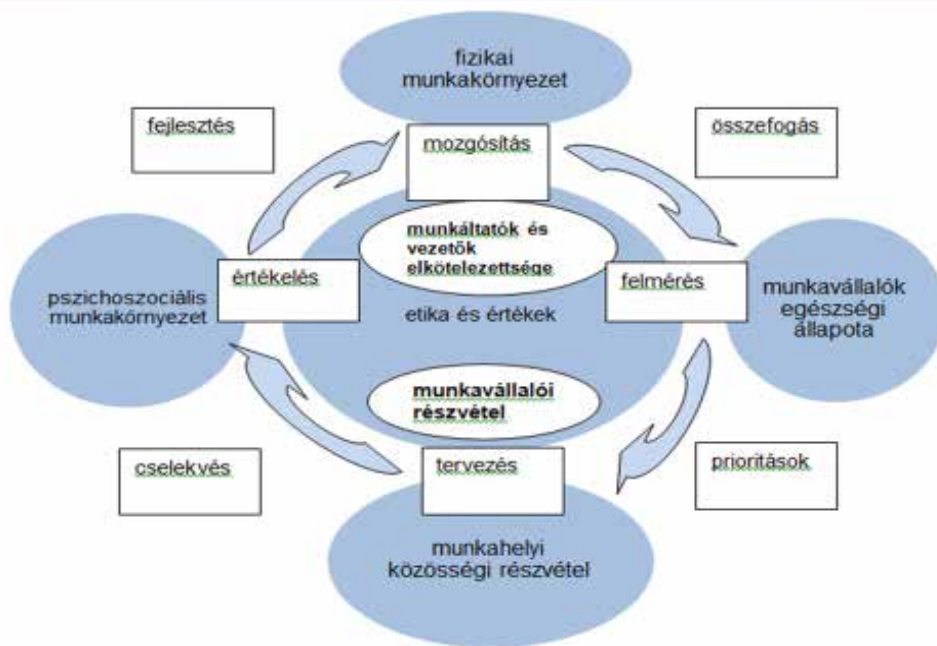 fizikai
munkakörnyezet
fejlesztés
mozgósítás
összefogás
munkáltatók és
vezetők
elkötelezettsége
értékelés
felmérés
pszichoszociális
munkakörnyezet
etika és értékek
munkavállalók
egészségi
állapota
munkavállalói
részvétel
cselekvés
tervezés
prioritások
munkahelyi
közösségi részvétel